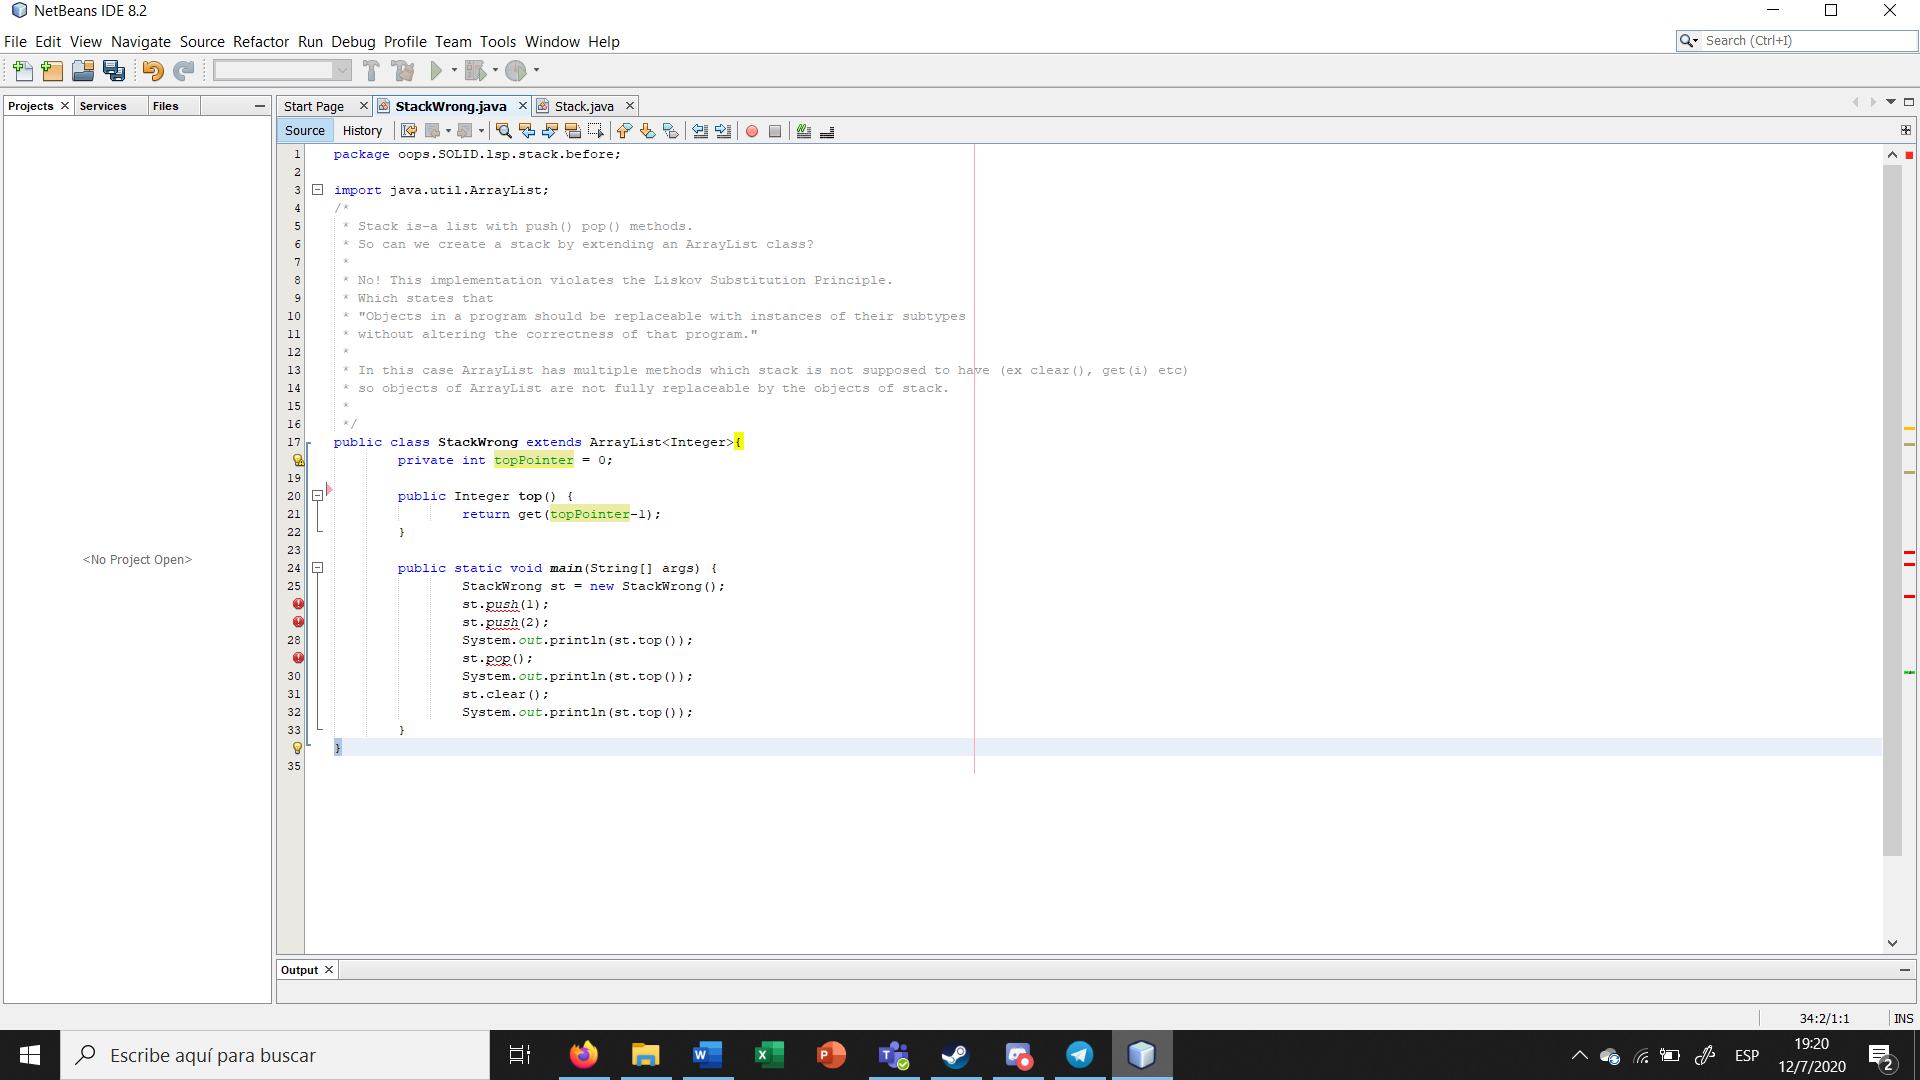 NetBeans IDE 8.2
File Edit View Navigate Source Refactor Run Debug Profile Team Tools Window Help
Search (Ctrl+I)
Projects Services Files
Start Page StackWrong.java Stack.java
Source History
<No Project Open>
1 package oops.SOLID.lsp.stack.before;
2
3 import java.util.ArrayList;
4 /*
5 * Stack is-a list with push() pop() methods.
6 * So can we create a stack by extending an ArrayList class?
7 *
8 * No! This implementation violates the Liskov Substitution Principle.
9 * Which states that
10 * "Objects in a program should be replaceable with instances of their subtypes
11 * without altering the correctness of that program."
12 *
13 * In this case ArrayList has multiple methods which stack is not supposed to have (ex clear(), get(i) etc)
14 * so objects of ArrayList are not fully replaceable by the objects of stack.
15 *
16 */
17 public class StackWrong extends ArrayList<Integer>{
private int topPointer = 0;
19
20 public Integer top() {
21 return get(topPointer-1);
22 }
23
24 public static void main(String[] args) {
25 StackWrong st = new StackWrong();
st.push(1);
st.push(2);
28 System.out.println(st.top());
st.pop();
30 System.out.println(st.top());
31 st.clear();
32 System.out.println(st.top());
33 }
}
35
Output
34:2/1:1 INS
Escribe aquí para buscar
ESP
19:20
12/7/2020
2